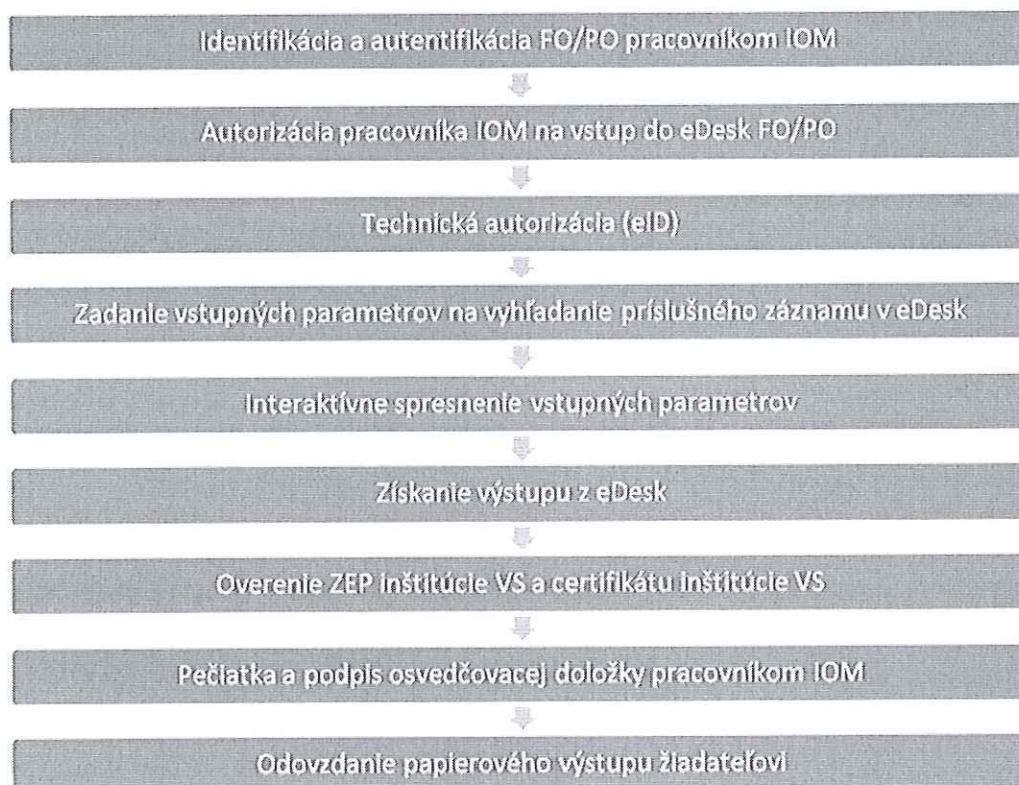 Identifikácia a autentifikácia FO/PO pracovníkom IOM
Autorizácia pracovníka IOM na vstup do eDesk FO/PO
Technická autorizácia (eID)
Zadanie vstupných parametrov na vyhľadanie príslušného záznamu v eDesk
Interaktívne spresnenie vstupných parametrov
Získanie výstupu z eDesk
Overenie ZEP inštitúcie VS a certifikátu inštitúcie VS
Pečiatka a podpis osvedčovacej doložky pracovníkom IOM
Odovzdanie papierového výstupu žiadateľovi